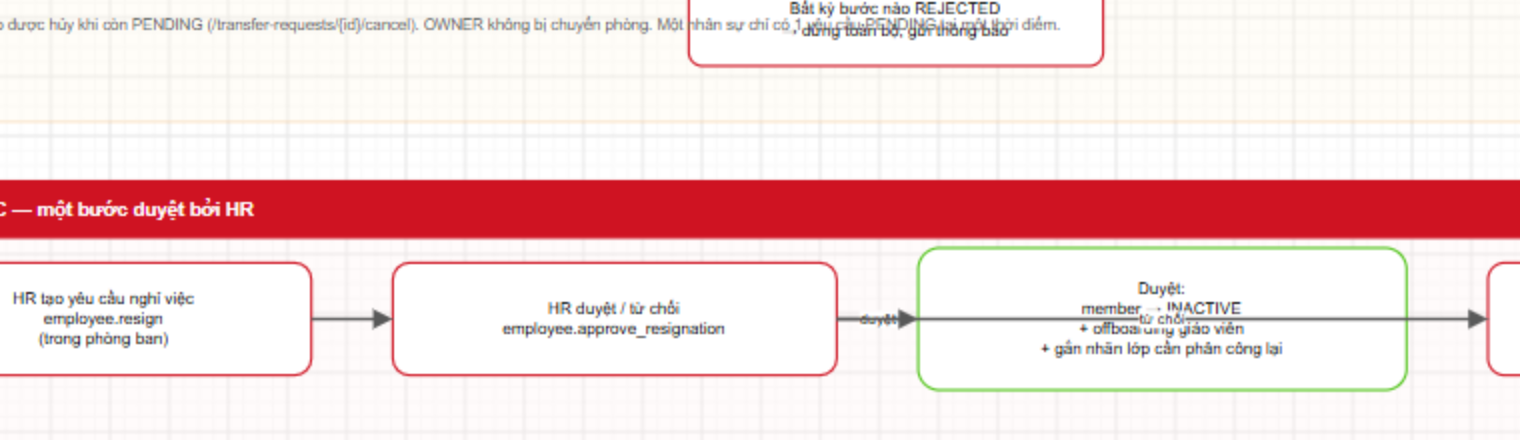 Bất kỳ bước nào REJECTED
được hủy khi còn PENDING (/transfer-requests/{id}/cancel). OWNER không bị chuyển phòng. Một nhân sự chỉ có 1 yêu cầu PENDING tại một thời điểm.
dừng toàn bộ, gửi thông báo
C — một bước duyệt bởi HR
HR tạo yêu cầu nghỉ việc
employee.resign
(trong phòng ban)
HR duyệt / từ chối
employee.approve_resignation
duyệt
Duyệt:
member → INACTIVE
từ chối
+ offboarding giáo viên
+ gắn nhãn lớp cần phân công lại